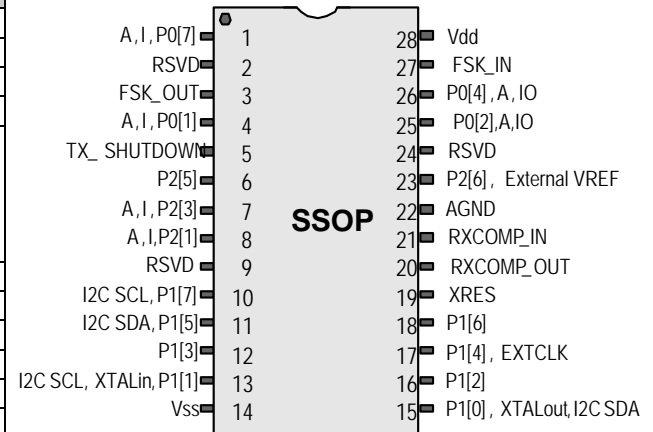 A,I,P0[7] 1 28 Vdd
RSVD 2 27 FSK_IN
FSK_OUT 3 26 P0[4],A,IO
A,I,P0[1] 4 25 P0[2],A,IO
TX_ SHUTDOWN 5 24 RSVD
P2[5] 6 23 P2[6], External VREF
A,I,P2[3] 7 SSOP 22 AGND
A,I,P2[1] 8 21 RXCOMP_IN
RSVD 9 20 RXCOMP_OUT
I2C SCL,P1[7] 10 19 XRES
I2C SDA,P1[5] 11 18 P1[6]
P1[3] 12 17 P1[4], EXTCLK
I2C SCL, XTALin,P1[1] 13 16 P1[2]
Vss 14 15 P1[0], XTALout,I2C SDA